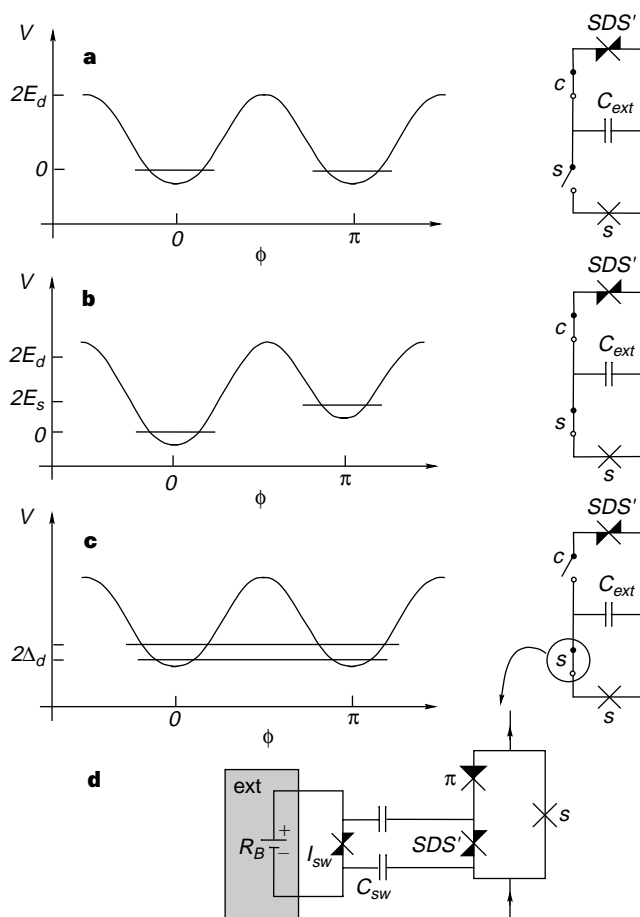 V
a
SDS'
2E_d
c
C_ext
0
s
0
π
s
ϕ
V
b
SDS'
2E_d
c
C_ext
2E_s
0
s
0
π
s
ϕ
V
c
SDS'
c
C_ext
2Δ_d
s
0
π
s
ϕ
d
ext
π
R_B
+
−
I_sw
SDS'
s
C_sw